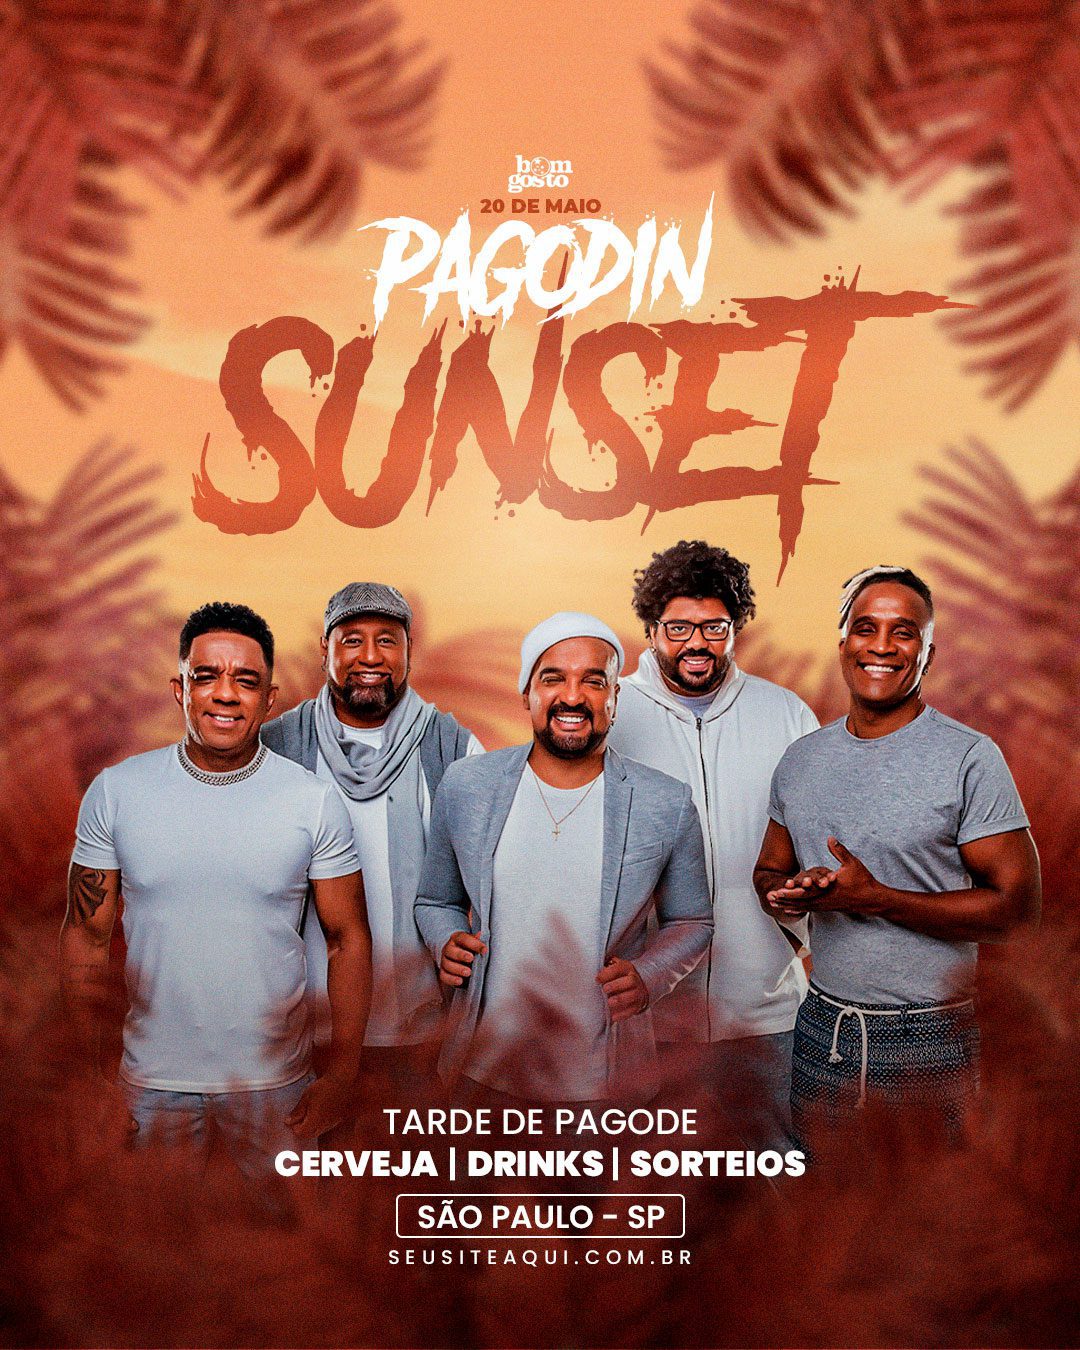 bom
gosto
20 DE MAIO
PAGODIN
SUNSET
TARDE DE PAGODE
CERVEJA | DRINKS | SORTEIOS
SÃO PAULO - SP
SEUSITEAQUI.COM.BR